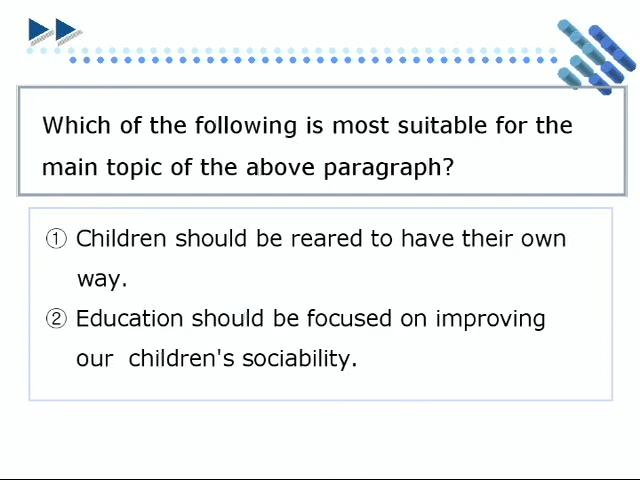 Which of the following is most suitable for the
main topic of the above paragraph?
① Children should be reared to have their own
way.
② Education should be focused on improving
our children's sociability.